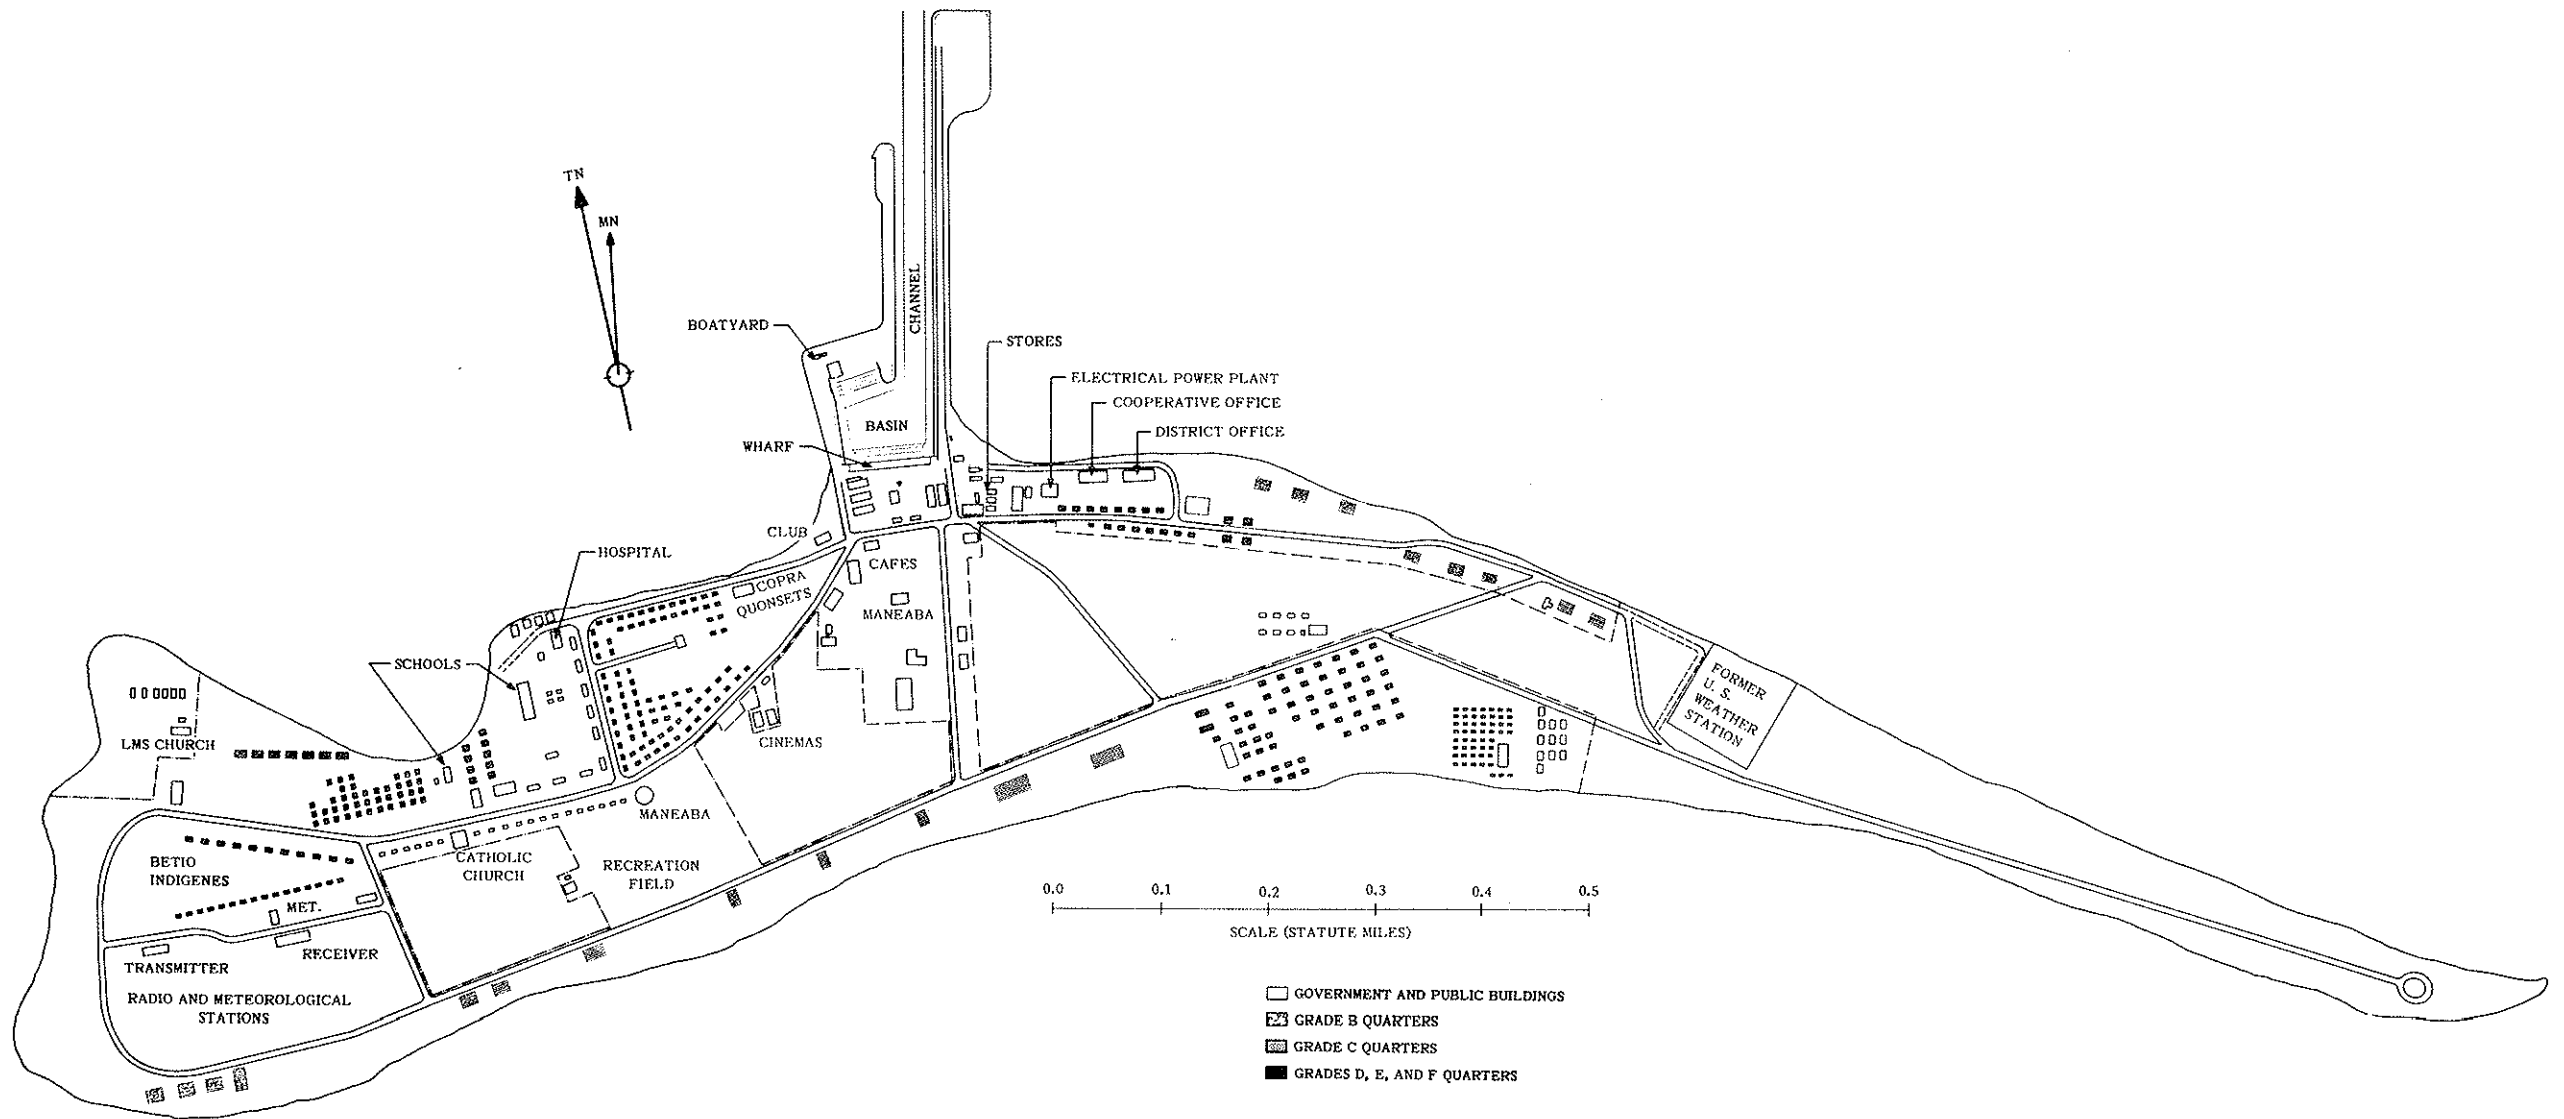 TN
MN
CHANNEL
BOATYARD
STORES
ELECTRICAL POWER PLANT
COOPERATIVE OFFICE
BASIN
DISTRICT OFFICE
WHARF
CLUB
HOSPITAL
CAFES
COPRA
QUONSETS
MANEABA
SCHOOLS
FORMER
U. S.
WEATHER
STATION
LMS CHURCH
CINEMAS
MANEABA
BETIO
INDIGENES
CATHOLIC
CHURCH
RECREATION
FIELD
MET.
RECEIVER
TRANSMITTER
RADIO AND METEOROLOGICAL
STATIONS
0.0 0.1 0.2 0.3 0.4 0.5
SCALE (STATUTE MILES)
GOVERNMENT AND PUBLIC BUILDINGS
GRADE B QUARTERS
GRADE C QUARTERS
GRADES D, E, AND F QUARTERS